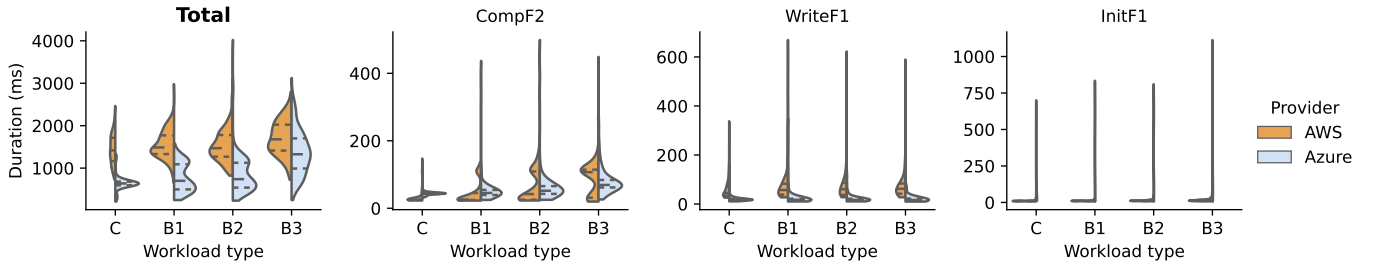 Total
Duration (ms)
4000
3000
2000
1000
C B1 B2 B3
Workload type
CompF2
400
200
0
C B1 B2 B3
Workload type
WriteF1
600
400
200
0
C B1 B2 B3
Workload type
InitF1
1000
750
500
250
0
C B1 B2 B3
Workload type
Provider
AWS
Azure